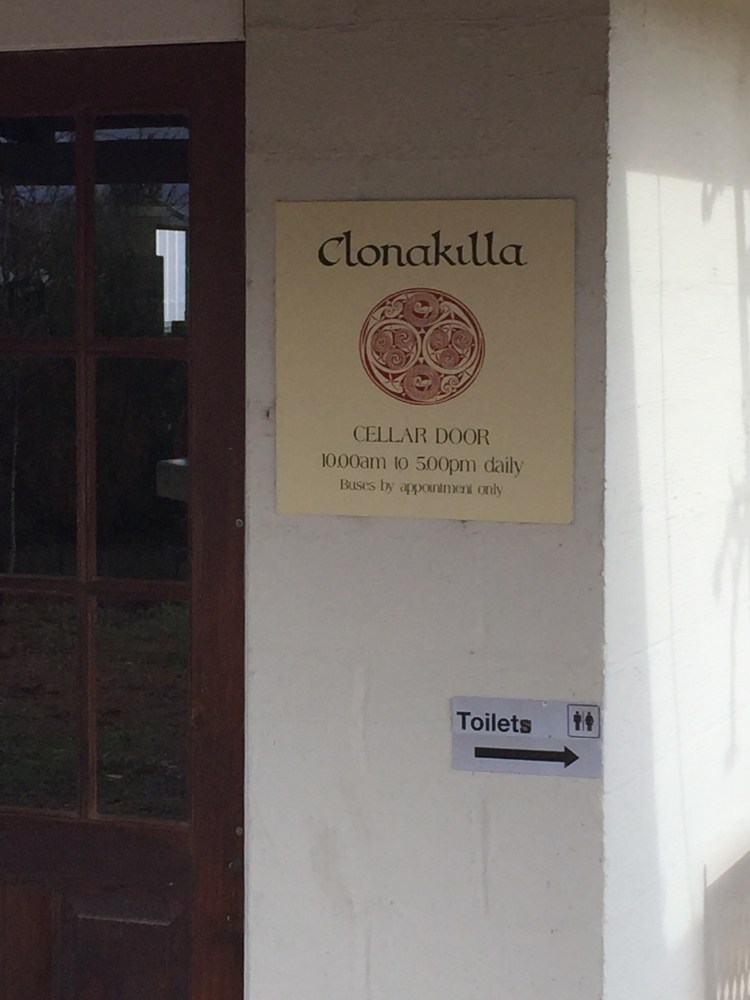 Clonakilla
CELLAR DOOR
10.00am to 5.00pm daily
Buses by appointment only
Toilets